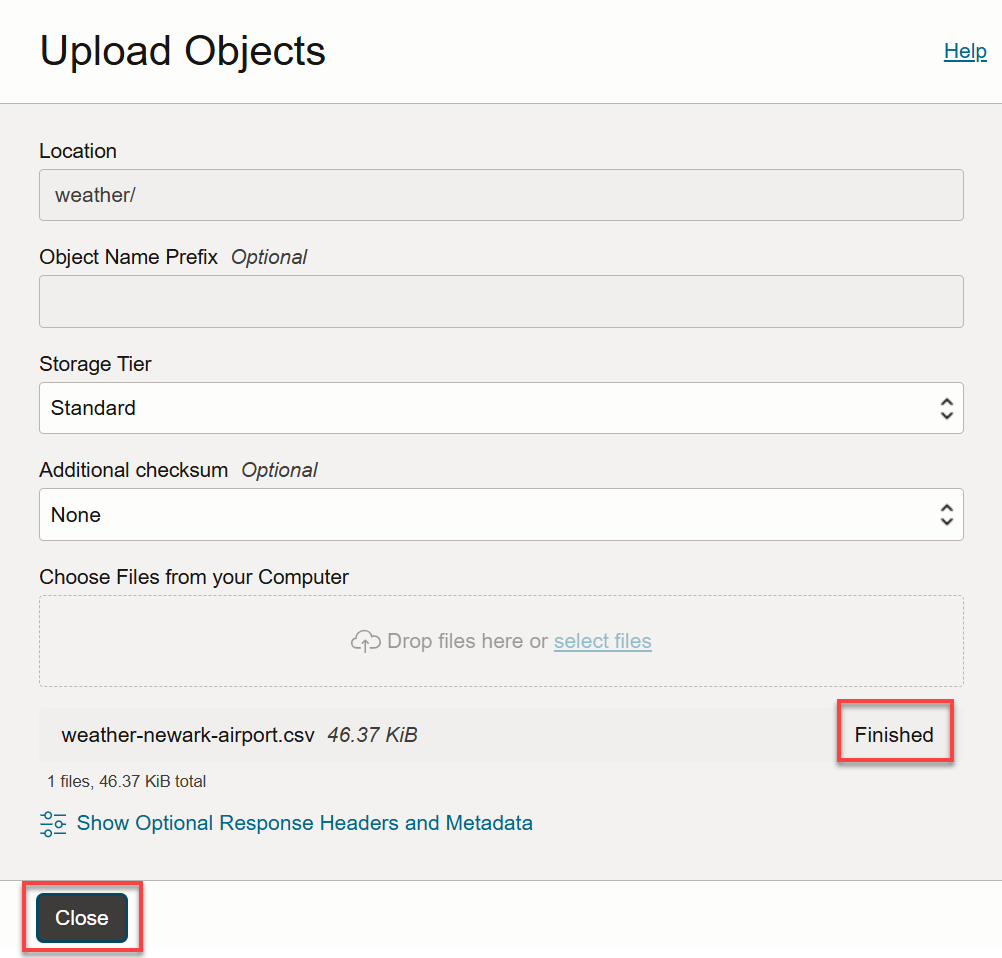 Upload Objects
Help
Location
weather/
Object Name Prefix Optional
Storage Tier
Standard
Additional checksum Optional
None
Choose Files from your Computer
Drop files here or select files
weather-newark-airport.csv 46.37 KiB Finished
1 files, 46.37 KiB total
Show Optional Response Headers and Metadata
Close